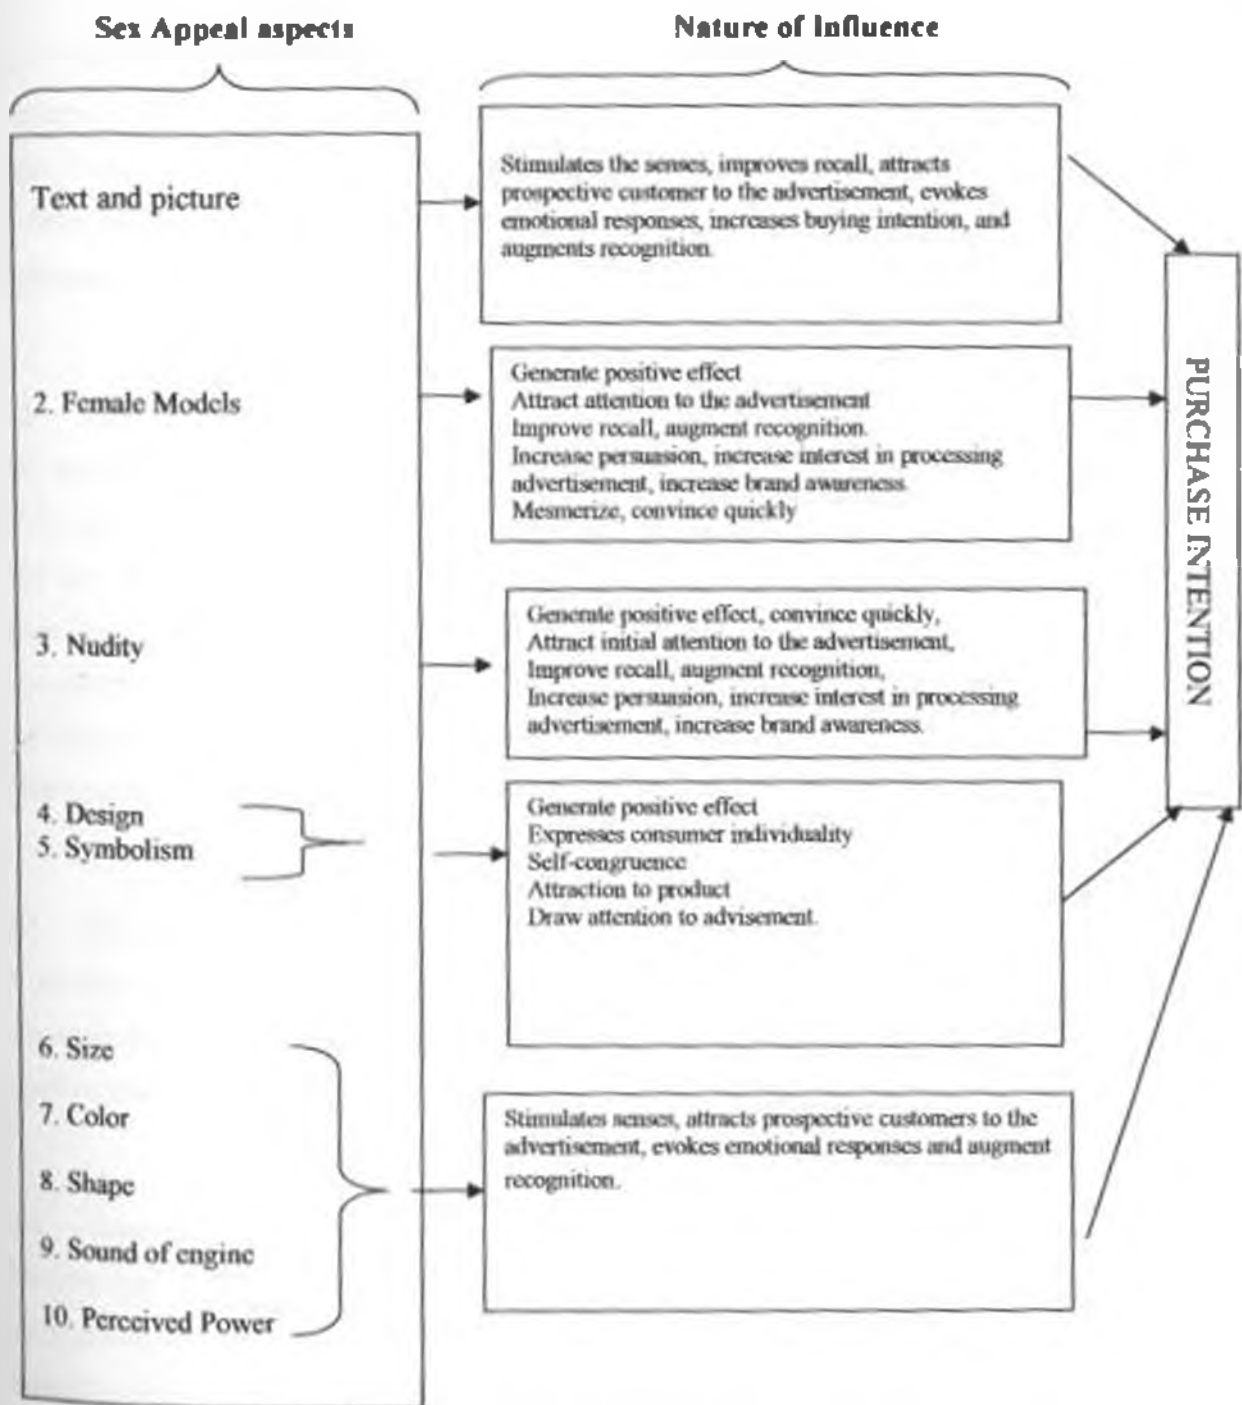 Sex Appeal aspects
Nature of Influence
Text and picture
Stimulates the senses, improves recall, attracts
prospective customer to the advertisement, evokes
emotional responses, increases buying intention, and
augments recognition.
2. Female Models
Generate positive effect
Attract attention to the advertisement
Improve recall, augment recognition.
Increase persuasion, increase interest in processing
advertisement, increase brand awareness.
Mesmerize, convince quickly
3. Nudity
Generate positive effect, convince quickly,
Attract initial attention to the advertisement,
Improve recall, augment recognition,
Increase persuasion, increase interest in processing
advertisement, increase brand awareness.
4. Design
5. Symbolism
Generate positive effect
Expresses consumer individuality
Self-congruence
Attraction to product
Draw attention to advisement.
6. Size
7. Color
8. Shape
9. Sound of engine
10. Perceived Power
Stimulates senses, attracts prospective customers to the
advertisement, evokes emotional responses and augment
recognition.
PURCHASE INTENTION